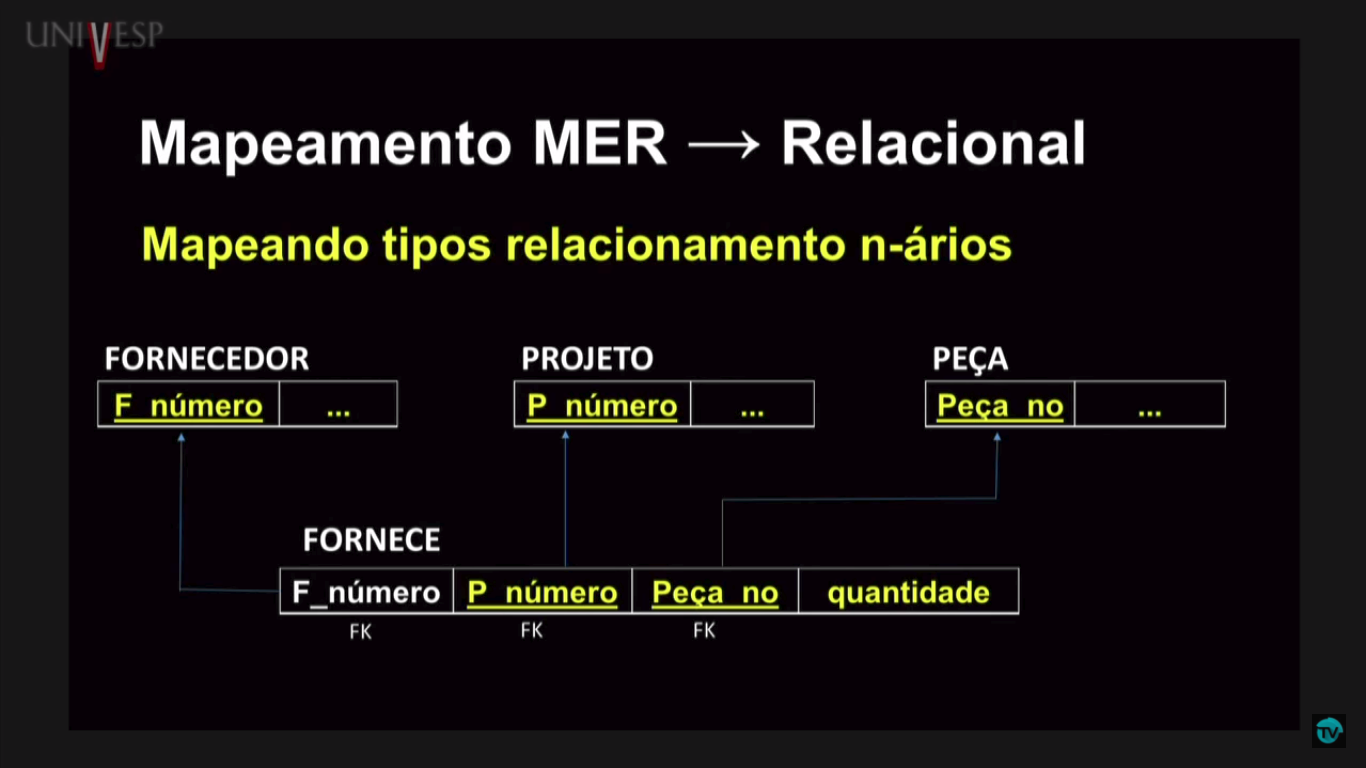 UNIVESP
Mapeamento MER → Relacional
Mapeando tipos relacionamento n-ários
FORNECEDOR
F_número ...
PROJETO
P_número ...
PEÇA
Peça_no ...
FORNECE
F_número P_número Peça_no quantidade
FK FK FK
TV